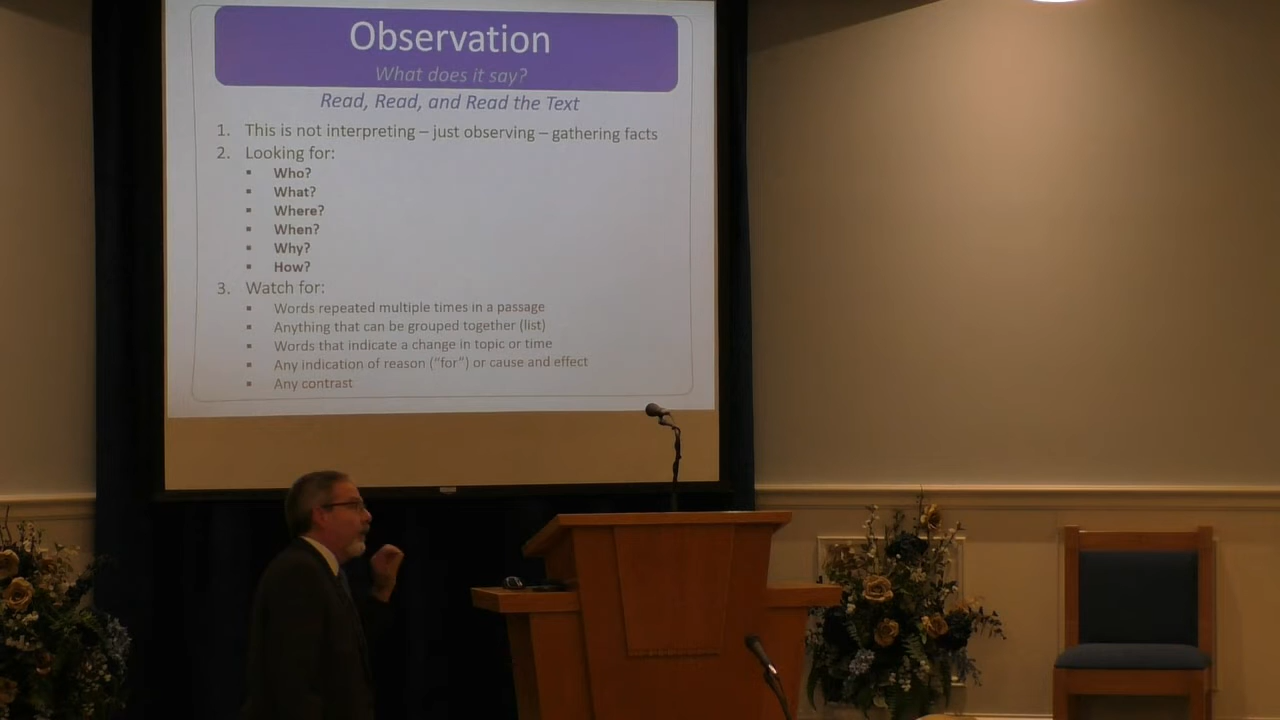 Observation
What does it say?
Read, Read, and Read the Text
1. This is not interpreting – just observing – gathering facts
2. Looking for:
▪ Who?
▪ What?
▪ Where?
▪ When?
▪ Why?
▪ How?
3. Watch for:
▪ Words repeated multiple times in a passage
▪ Anything that can be grouped together (list)
▪ Words that indicate a change in topic or time
▪ Any indication of reason (“for”) or cause and effect
▪ Any contrast